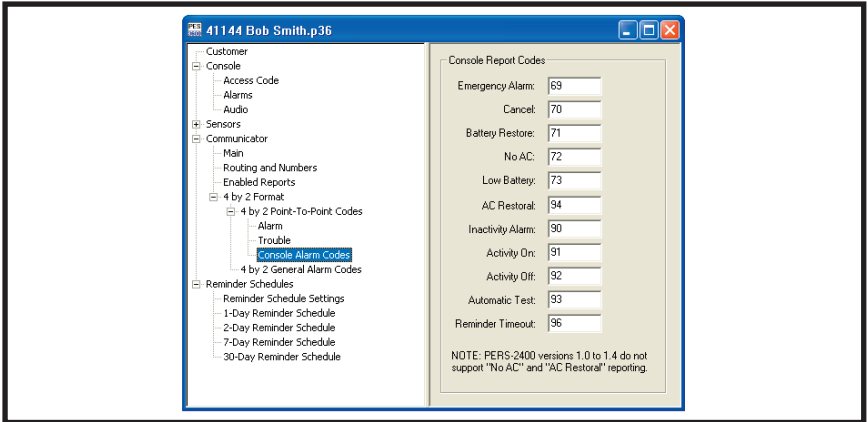 PES
2400
41144 Bob Smith.p36
Customer
Console
Access Code
Alarms
Audio
Sensors
Communicator
Main
Routing and Numbers
Enabled Reports
4 by 2 Format
4 by 2 Point-To-Point Codes
Alarm
Trouble
Console Alarm Codes
4 by 2 General Alarm Codes
Reminder Schedules
Reminder Schedule Settings
1-Day Reminder Schedule
2-Day Reminder Schedule
7-Day Reminder Schedule
30-Day Reminder Schedule
Console Report Codes
Emergency Alarm: 69
Cancel: 70
Battery Restore: 71
No AC: 72
Low Battery: 73
AC Restoral: 94
Inactivity Alarm: 90
Activity On: 91
Activity Off: 92
Automatic Test: 93
Reminder Timeout: 96
NOTE: PERS-2400 versions 1.0 to 1.4 do not
support "No AC" and "AC Restoral" reporting.